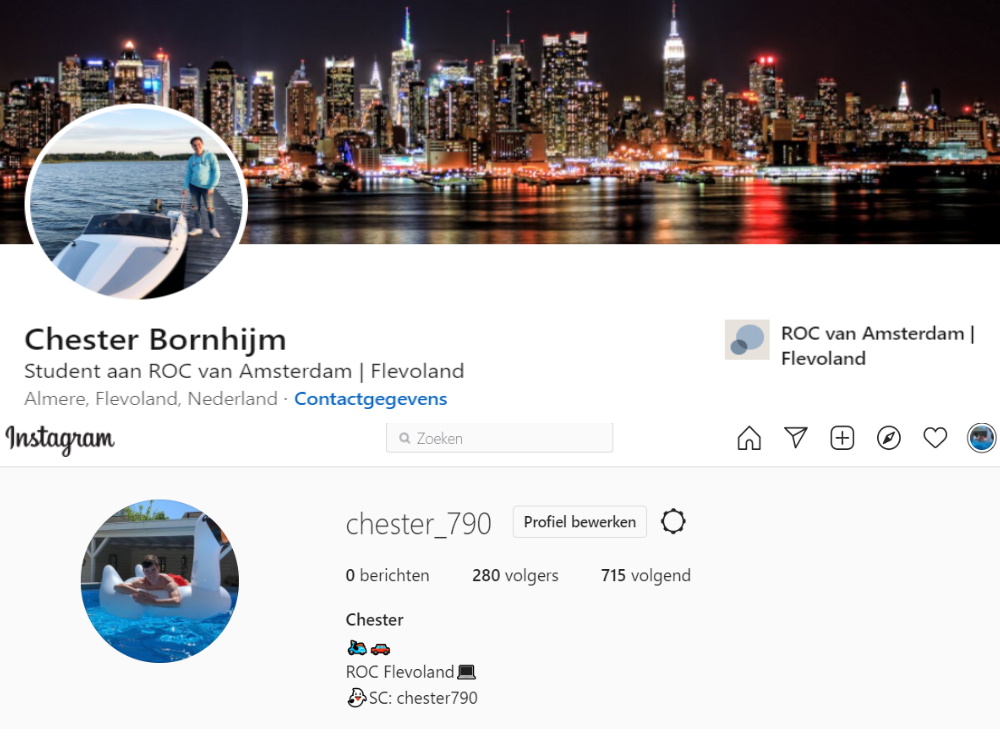 Chester Bornhijm
Student aan ROC van Amsterdam | Flevoland
Almere, Flevoland, Nederland · Contactgegevens
ROC van Amsterdam |
Flevoland
Instagram
Zoeken
chester_790
Profiel bewerken
0 berichten 280 volgers 715 volgend
Chester
🛵🚗
ROC Flevoland💻
👻SC: chester790